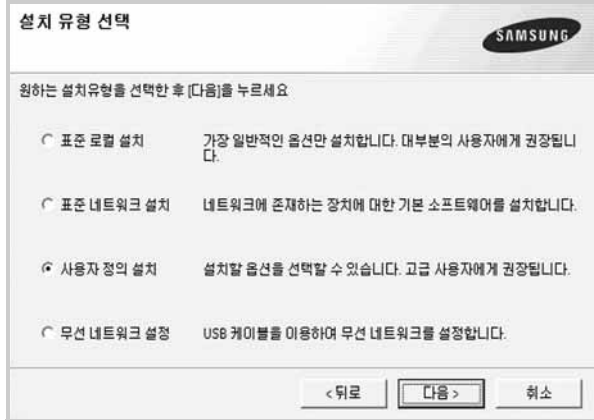 설치 유형 선택
SAMSUNG
원하는 설치유형을 선택한 후 [다음]을 누르세요
표준 로컬 설치
가장 일반적인 옵션만 설치합니다. 대부분의 사용자에게 권장됩니
다.
표준 네트워크 설치
네트워크에 존재하는 장치에 대한 기본 소프트웨어를 설치합니다.
사용자 정의 설치
설치할 옵션을 선택할 수 있습니다. 고급 사용자에게 권장됩니다.
무선 네트워크 설정
USB 케이블을 이용하여 무선 네트워크를 설정합니다.
< 뒤로
다음 >
취소